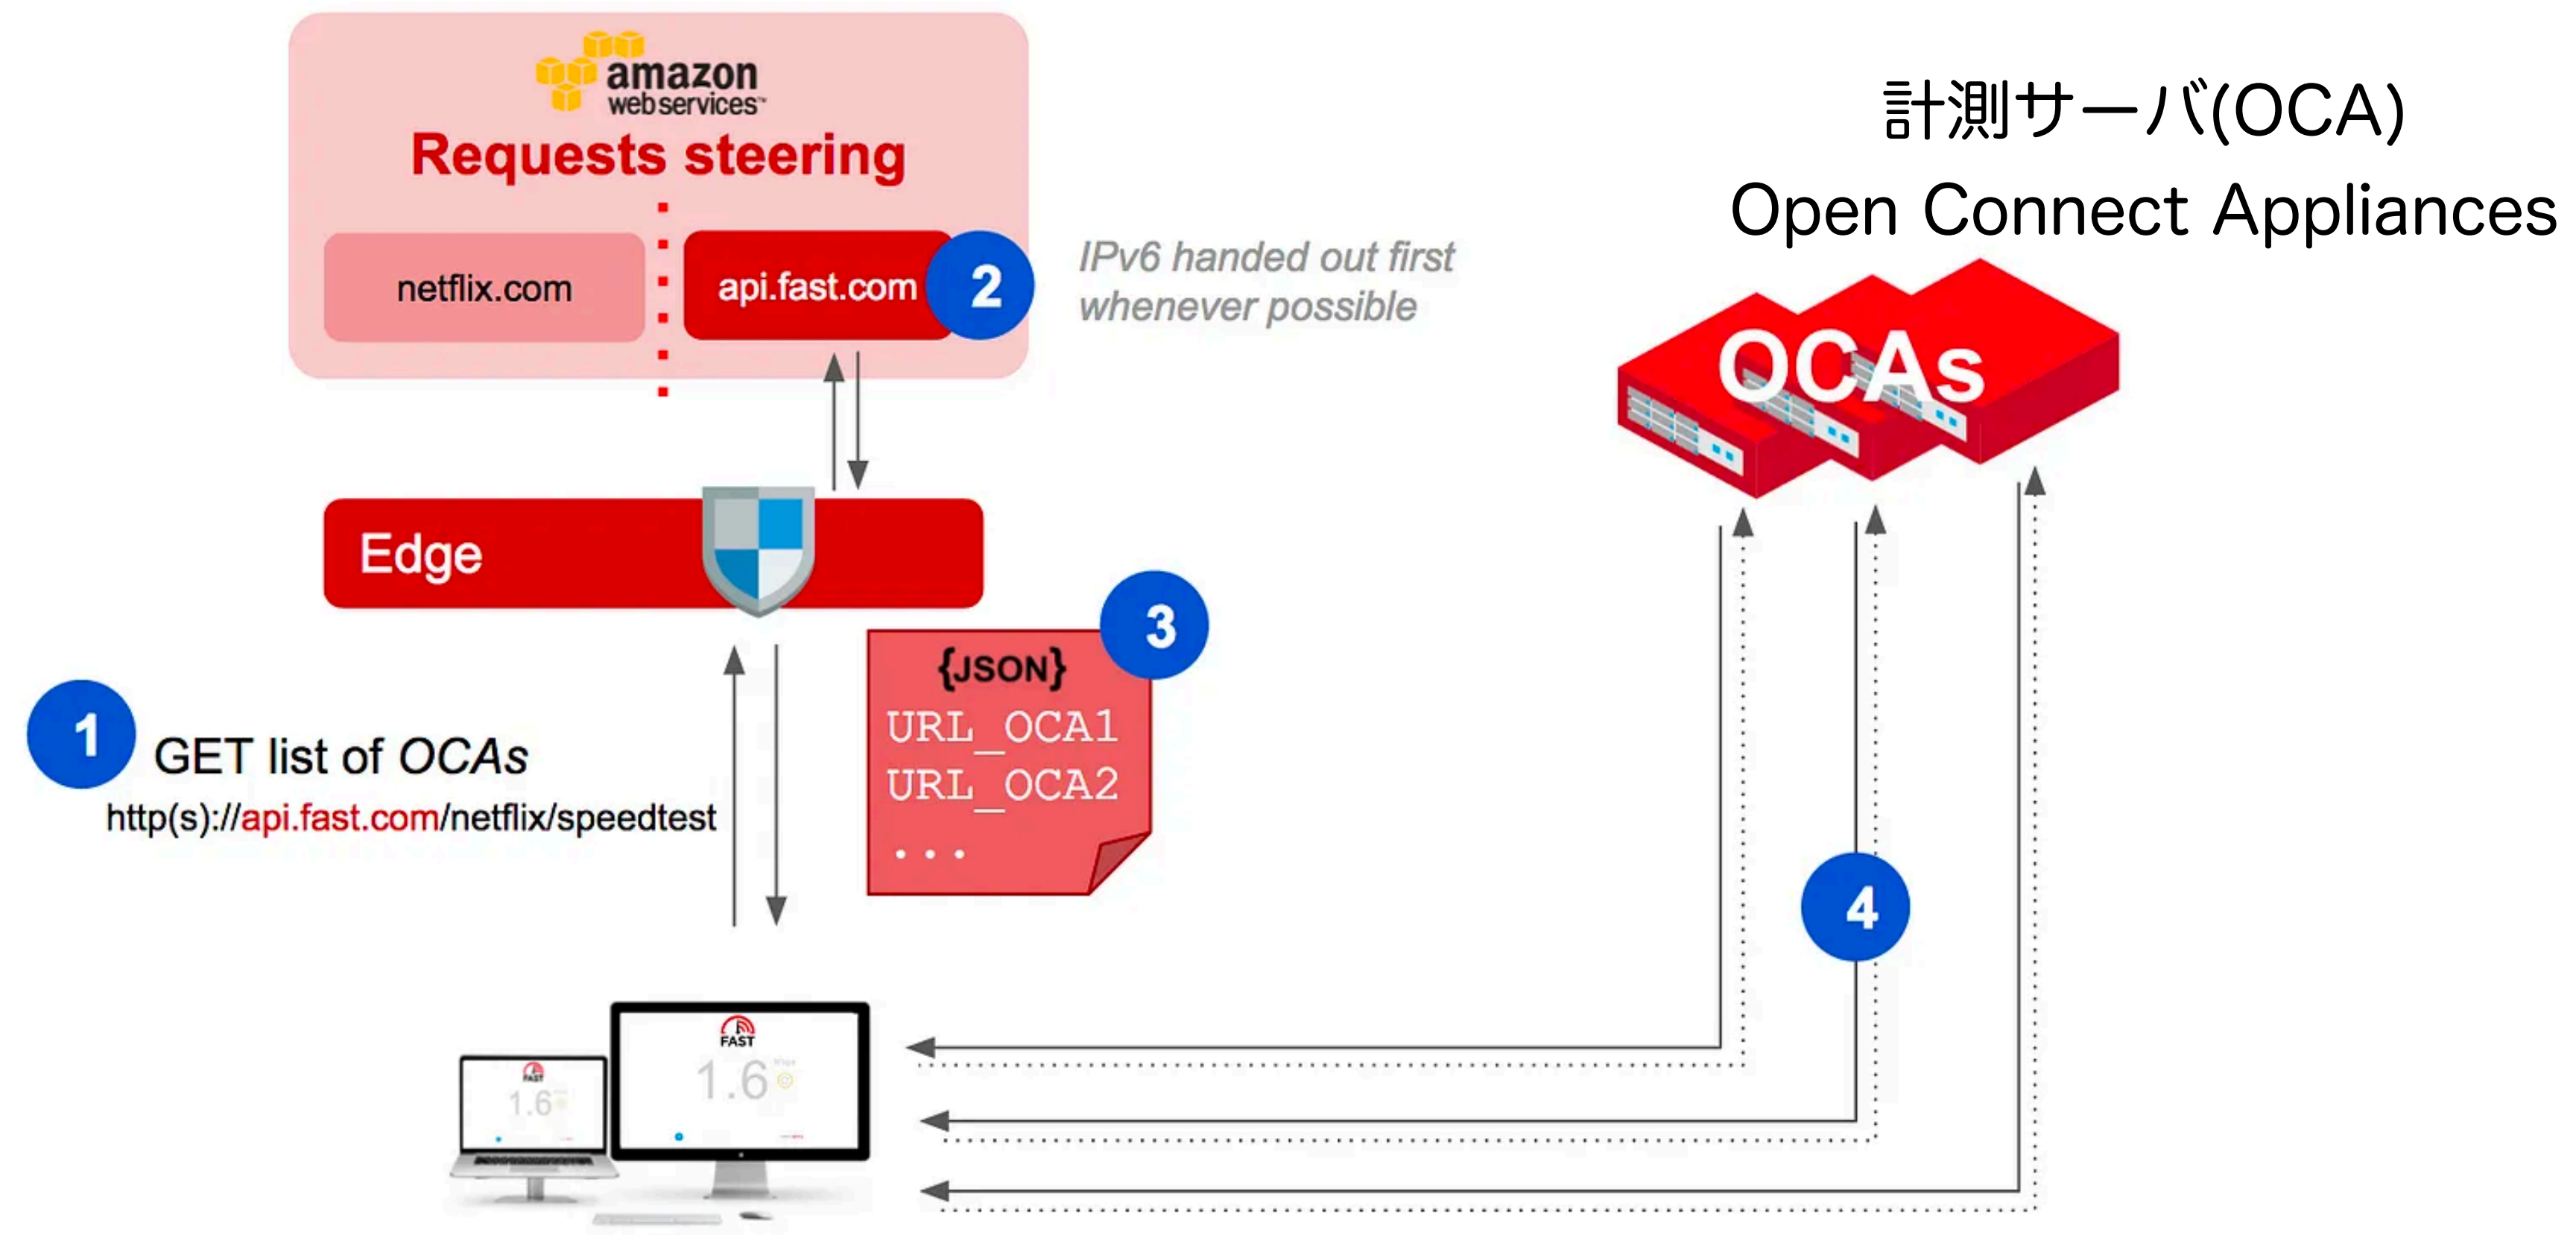 amazon
web services™
Requests steering
netflix.com
api.fast.com
2
IPv6 handed out first
whenever possible
計測サーバ(OCA)
Open Connect Appliances
OCAs
Edge
3
{JSON}
URL_OCA1
URL_OCA2
...
1
GET list of OCAs
http(s)://api.fast.com/netflix/speedtest
4
FAST
1.6
FAST
1.6